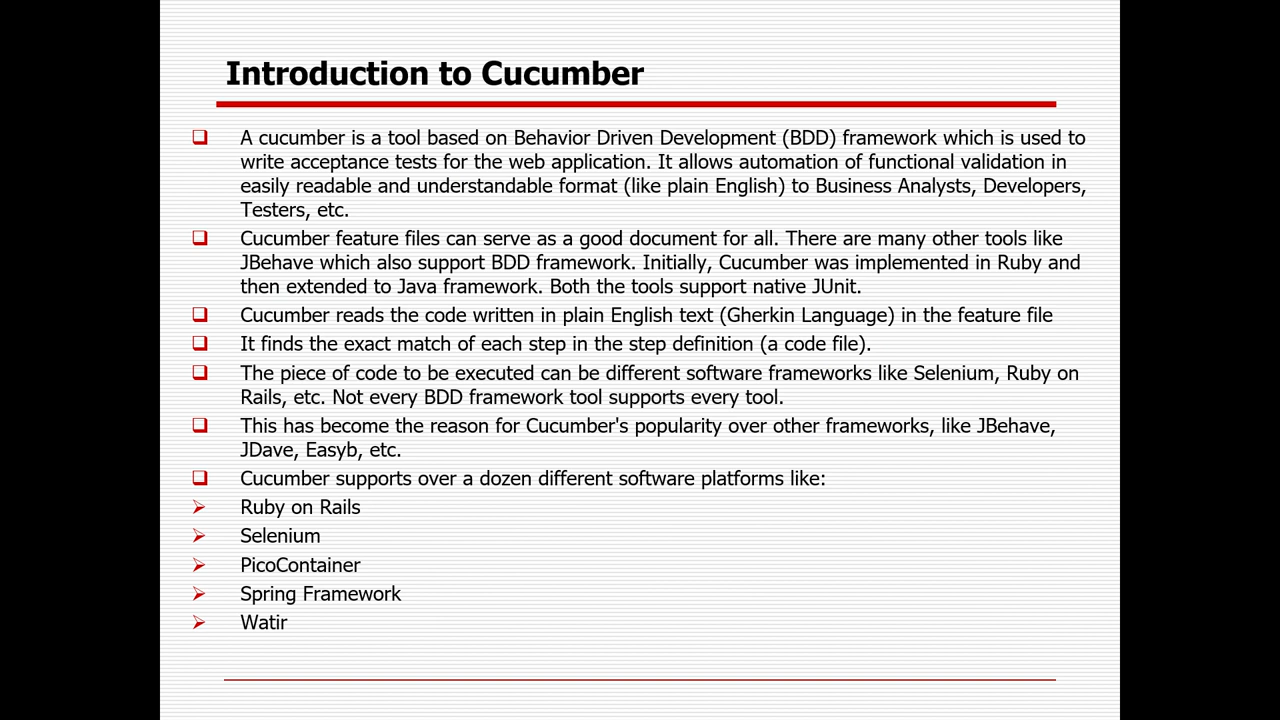 Introduction to Cucumber
A cucumber is a tool based on Behavior Driven Development (BDD) framework which is used to
write acceptance tests for the web application. It allows automation of functional validation in
easily readable and understandable format (like plain English) to Business Analysts, Developers,
Testers, etc.
Cucumber feature files can serve as a good document for all. There are many other tools like
JBehave which also support BDD framework. Initially, Cucumber was implemented in Ruby and
then extended to Java framework. Both the tools support native JUnit.
Cucumber reads the code written in plain English text (Gherkin Language) in the feature file
It finds the exact match of each step in the step definition (a code file).
The piece of code to be executed can be different software frameworks like Selenium, Ruby on
Rails, etc. Not every BDD framework tool supports every tool.
This has become the reason for Cucumber's popularity over other frameworks, like JBehave,
JDave, Easyb, etc.
Cucumber supports over a dozen different software platforms like:
Ruby on Rails
Selenium
PicoContainer
Spring Framework
Watir